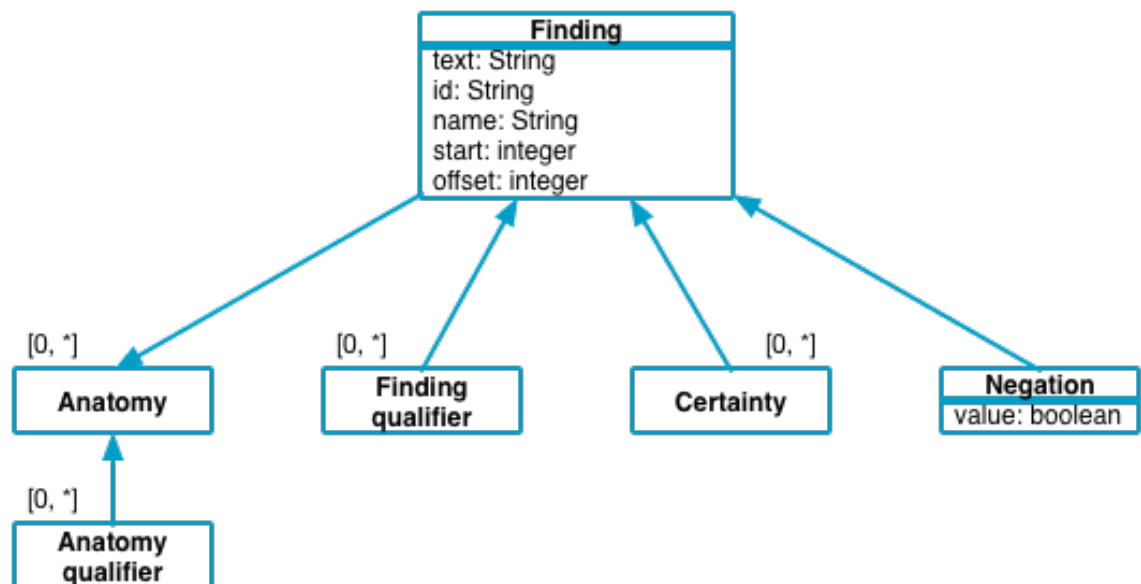 Finding
text: String
id: String
name: String
start: integer
offset: integer
[0, *]
[0, *]
[0, *]
Anatomy
Finding
qualifier
Certainty
Negation
value: boolean
[0, *]
Anatomy
qualifier